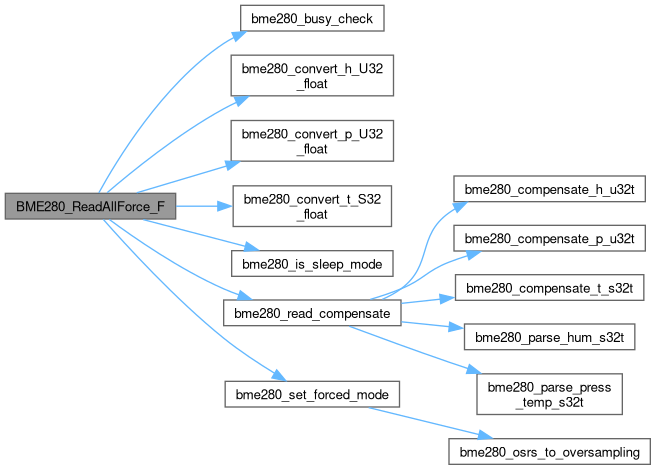 bme280_busy_check
bme280_convert_h_U32
_float
bme280_convert_p_U32
_float
BME280_ReadAllForce_F
bme280_convert_t_S32
_float
bme280_is_sleep_mode
bme280_read_compensate
bme280_set_forced_mode
bme280_compensate_h_u32t
bme280_compensate_p_u32t
bme280_compensate_t_s32t
bme280_parse_hum_s32t
bme280_parse_press
_temp_s32t
bme280_osrs_to_oversampling